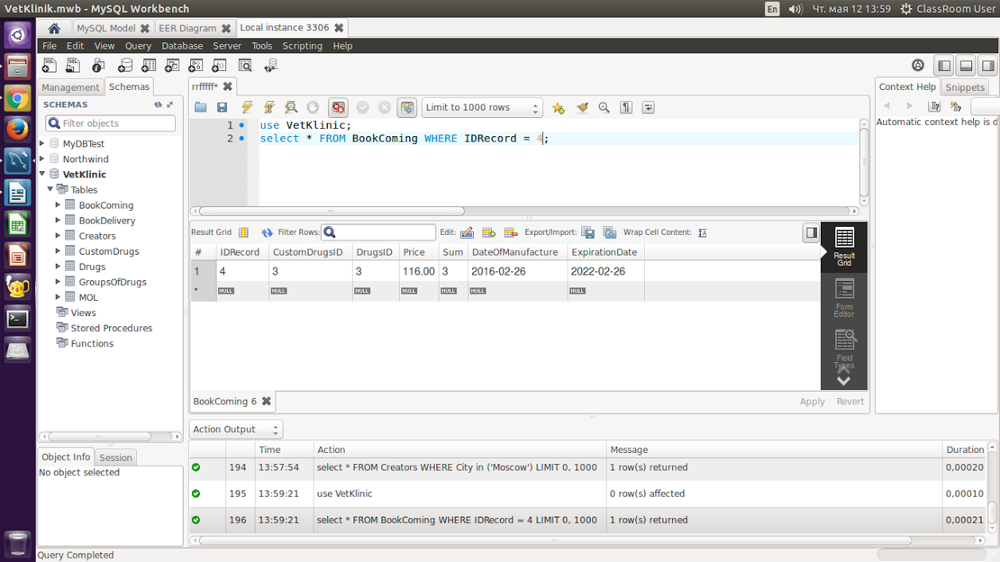 VetKlinik.mwb - MySQL Workbench
En
Чт. мая 12 13:59
ClassRoom User
MySQL Model
EER Diagram
Local instance 3306
File Edit View Query Database Server Tools Scripting Help
Management
Schemas
SCHEMAS
Filter objects
MyDBTest
Northwind
VetKlinic
Tables
BookComing
BookDelivery
Creators
CustomDrugs
Drugs
GroupsOfDrugs
MOL
Views
Stored Procedures
Functions
Object Info
Session
No object selected
rrfffff*
Limit to 1000 rows
1
use VetKlinic;
2
select * FROM BookComing WHERE IDRecord = 4;
Result Grid
Filter Rows:
Edit:
Export/Import:
Wrap Cell Content:
# IDRecord CustomDrugsID DrugsID Price Sum DateOfManufacture ExpirationDate
1 4 3 3 116.00 3 2016-02-26 2022-02-26
* NULL NULL NULL NULL NULL NULL NULL
Result
Grid
Form
Editor
Field
Types
BookComing 6
Apply
Revert
Context Help
Snippets
Automatic context help is d
Action Output
Time Action Message Duration
194 13:57:54 select * FROM Creators WHERE City in ('Moscow') LIMIT 0, 1000 1 row(s) returned 0,00020
195 13:59:21 use VetKlinic 0 row(s) affected 0,00010
196 13:59:21 select * FROM BookComing WHERE IDRecord = 4 LIMIT 0, 1000 1 row(s) returned 0,00021
Query Completed